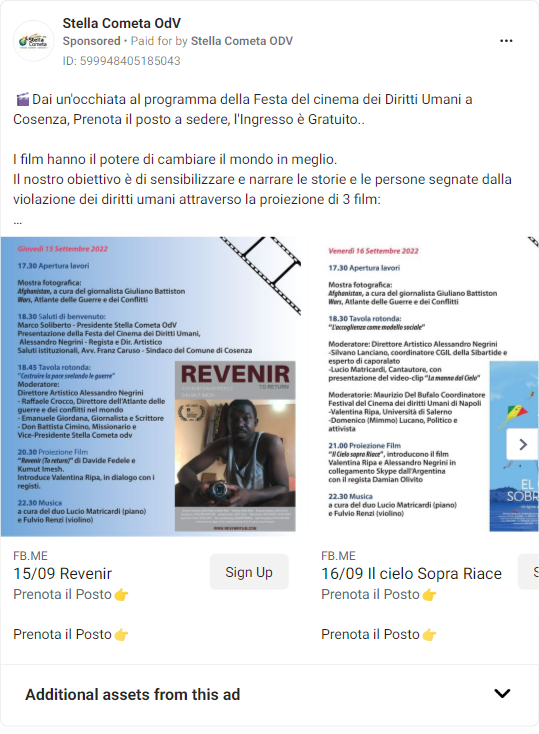 Stella Cometa OdV
Sponsored • Paid for by Stella Cometa ODV
ID: 599948405185043
🎬Dai un'occhiata al programma della Festa del cinema dei Diritti Umani a
Cosenza, Prenota il posto a sedere, l'Ingresso è Gratuito..
I film hanno il potere di cambiare il mondo in meglio.
Il nostro obiettivo è di sensibilizzare e narrare le storie e le persone segnate dalla
violazione dei diritti umani attraverso la proiezione di 3 film:
...
Giovedì 15 Settembre 2022
17.30 Apertura lavori
Mostra fotografica:
Afghanistan, a cura del giornalista Giuliano Battiston
Wars, Atlante delle Guerre e dei Conflitti
18.30 Saluti di benvenuto:
Marco Soliberto - Presidente Stella Cometa OdV
Presentazione della Festa del Cinema dei Diritti Umani,
Alessandro Negrini - Regista e Dir. Artistico
Saluti istituzionali, Avv. Franz Caruso - Sindaco del Comune di Cosenza
18.45 Tavola rotonda:
"Costruire la pace svelando le guerre"
Moderatore:
Direttore Artistico Alessandro Negrini
- Raffaele Crocco, Direttore dell'Atlante delle
guerre e dei conflitti nel mondo
- Emanuele Giordana, Giornalista e Scrittore
- Don Battista Cimino, Missionario e
Vice-Presidente Stella Cometa odv
20.30 Proiezione Film
"Revenir (To return)" di Davide Fedele e
Kumut Imesh.
Introduce Valentina Ripa, in dialogo con i
registi.
22.30 Musica
a cura del duo Lucio Matricardi (piano)
e Fulvio Renzi (violino)
REVENIR
TO RETURN
WWW.REVENIRFILM.COM
Venerdì 16 Settembre 2022
17.30 Apertura lavori
Mostra fotografica:
Afghanistan, a cura del giornalista Giuliano Battiston
Wars, Atlante delle Guerre e dei Conflitti
18.30 Tavola rotonda:
"L'accoglienza come modello sociale"
Moderatore: Direttore Artistico Alessandro Negrini
-Silvano Lanciano, coordinatore CGIL della Sibartide e
esperto di caporalato
-Lucio Matricardi, Cantautore, con
presentazione del video-clip "La manna dal Cielo"
Moderatorie: Maurizio Del Bufalo Coordinatore
Festival del Cinema dei diritti Umani di Napoli
-Valentina Ripa, Università di Salerno
-Domenico (Mimmo) Lucano, Politico e
attivista
21.00 Proiezione Film
"Il Cielo sopra Riace", introducono il film
Valentina Ripa e Alessandro Negrini in
collegamento Skype dall'Argentina
con il regista Damian Olivito
22.30 Musica
a cura del duo Lucio Matricardi (piano)
e Fulvio Renzi (violino)
EL
SOBR
FB.ME
15/09 Revenir
Sign Up
Prenota il Posto👉
Prenota il Posto👉
FB.ME
16/09 Il cielo Sopra Riace
S
Prenota il Posto👉
Prenota il Posto👉
Additional assets from this ad